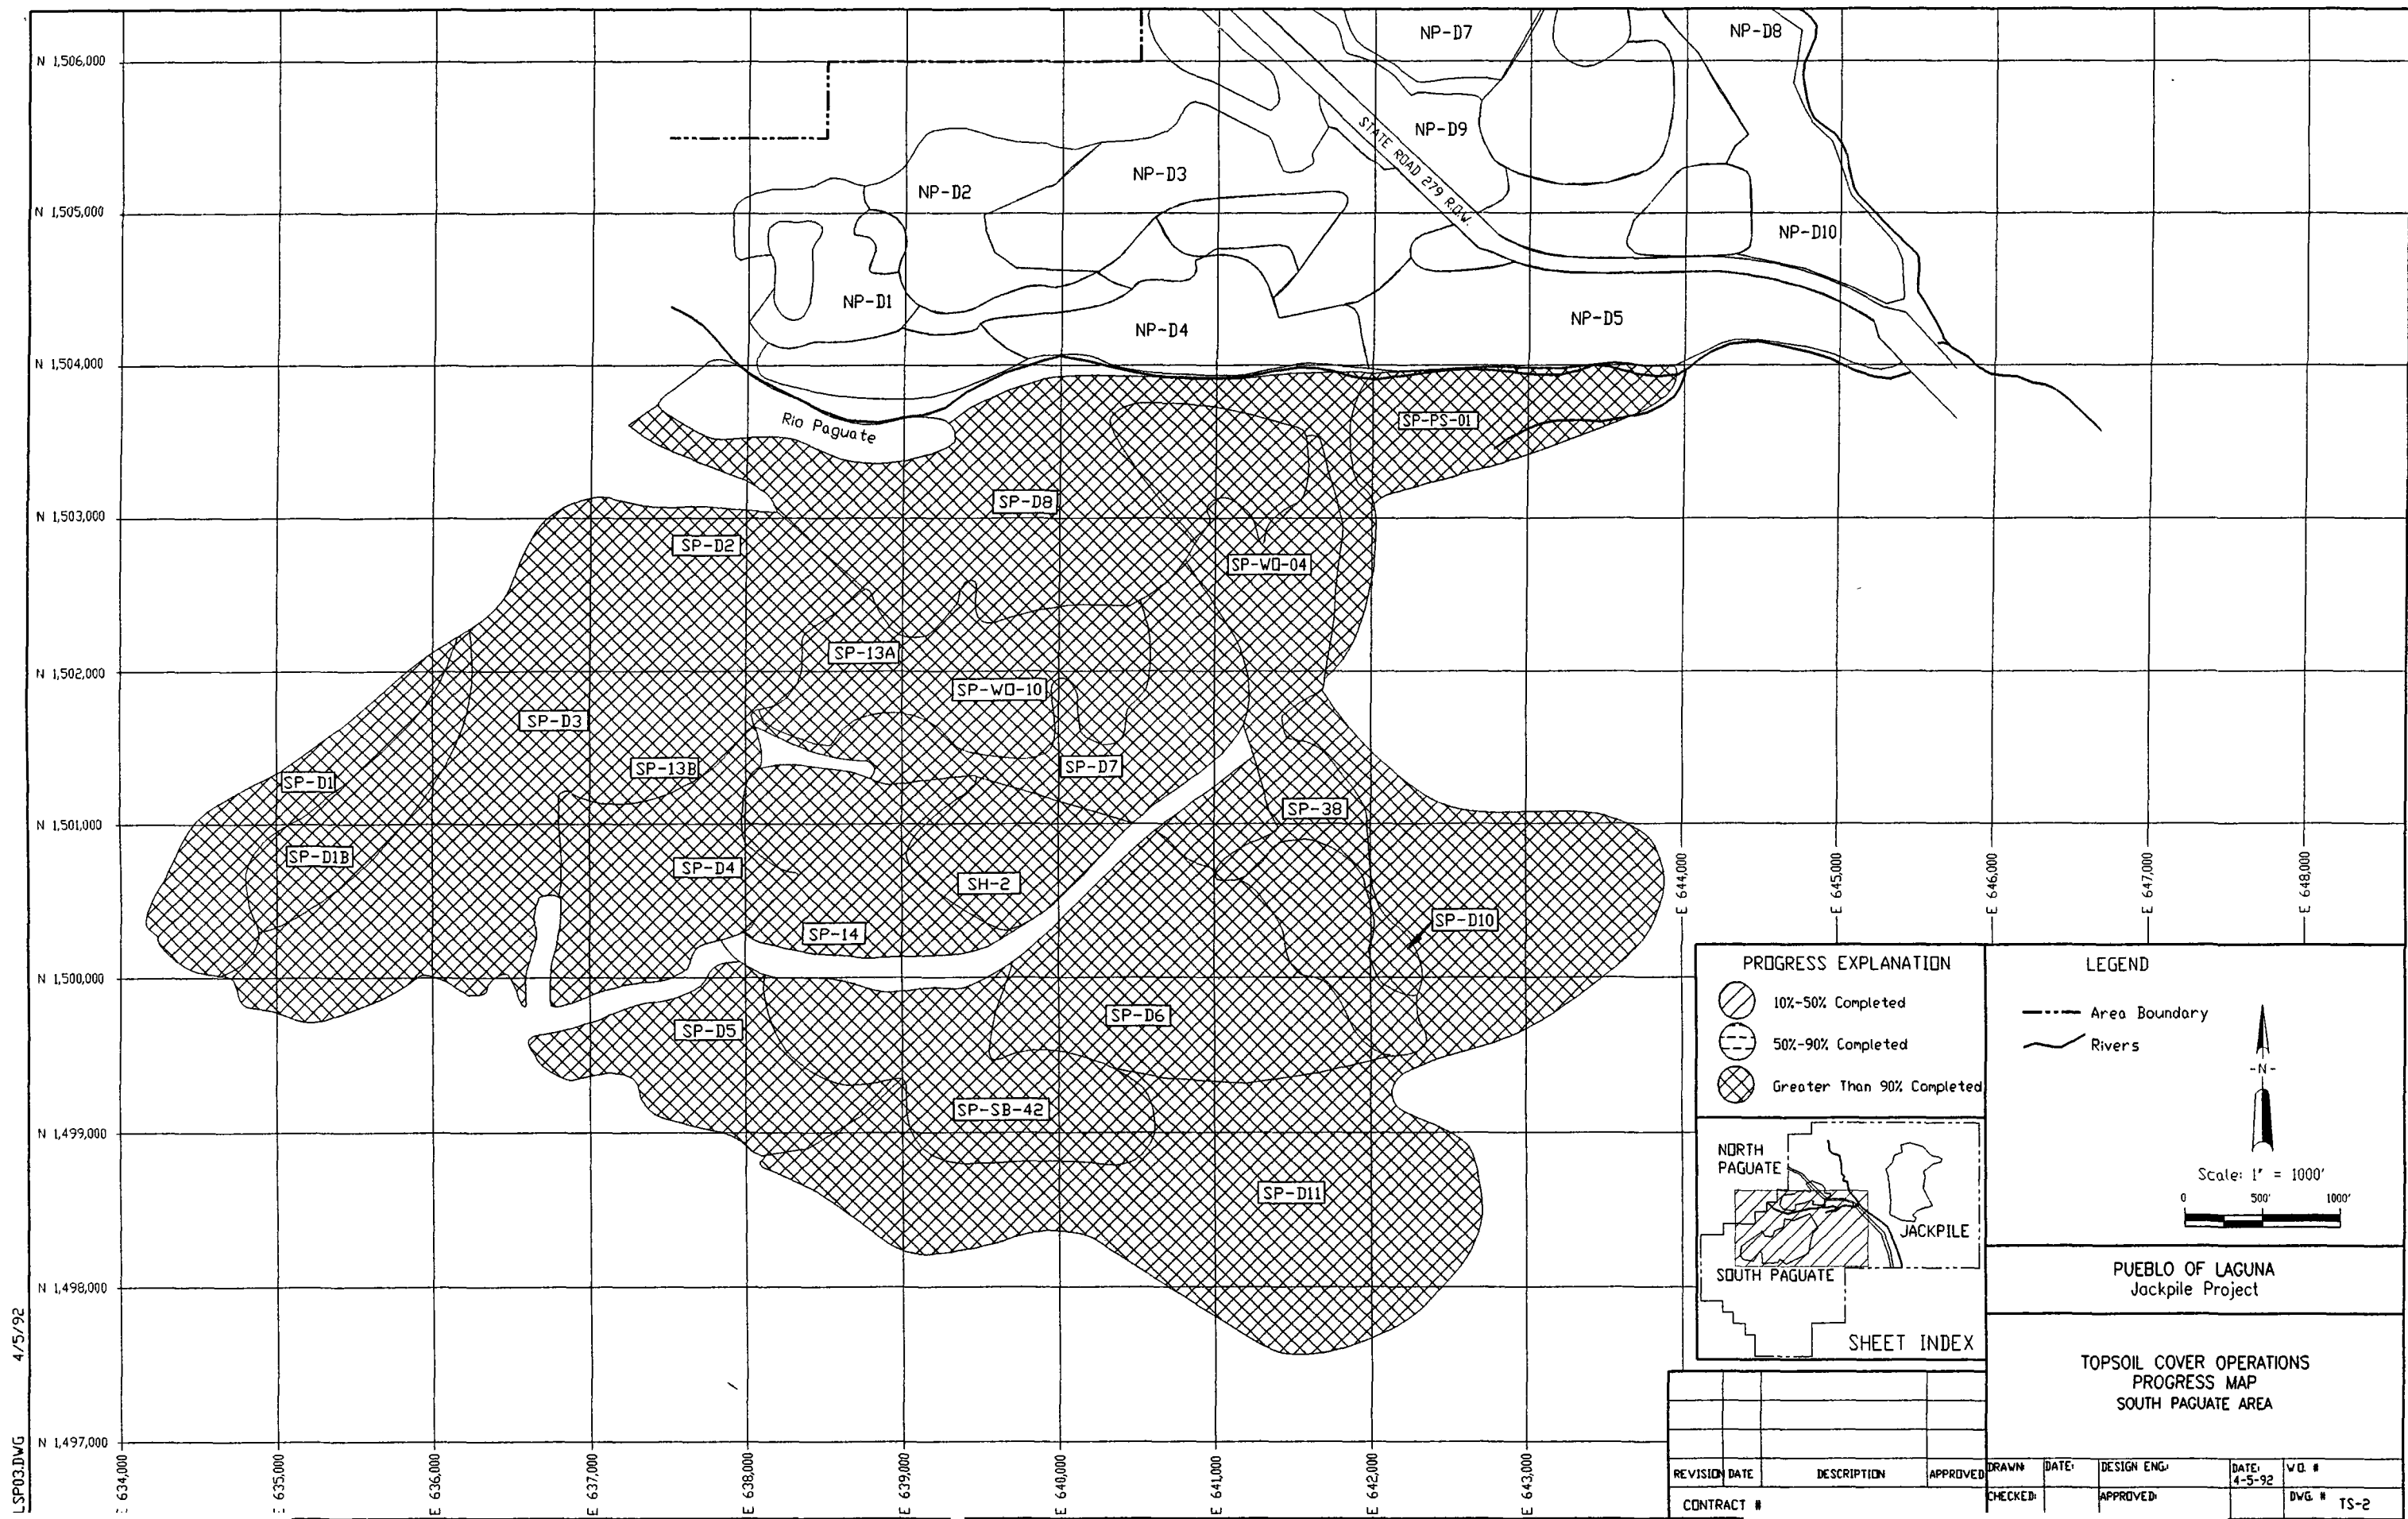 N 1,506,000
N 1,505,000
N 1,504,000
N 1,503,000
N 1,502,000
N 1,501,000
N 1,500,000
N 1,499,000
N 1,498,000
N 1,497,000
NP-D7
NP-D8
NP-D9
STATE ROAD 279 R.O.W.
NP-D3
NP-D2
NP-D10
NP-D1
NP-D4
NP-D5
Rio Paguate
SP-PS-01
SP-D8
SP-D2
SP-WO-04
SP-13A
SP-WO-10
SP-D3
SP-13B
SP-D7
SP-D1
SP-38
SP-D1B
SP-D4
SH-2
SP-D10
SP-14
SP-D6
SP-D5
SP-SB-42
SP-D11
E 634,000
E 635,000
E 636,000
E 637,000
E 638,000
E 639,000
E 640,000
E 641,000
E 642,000
E 643,000
E 644,000
E 645,000
E 646,000
E 647,000
E 648,000
PROGRESS EXPLANATION
10%-50% Completed
50%-90% Completed
Greater Than 90% Completed
LEGEND
Area Boundary
Rivers
-N-
Scale: 1" = 1000'
0 500' 1000'
NORTH
PAGUATE
JACKPILE
SOUTH PAGUATE
SHEET INDEX
PUEBLO OF LAGUNA
Jackpile Project
TOPSOIL COVER OPERATIONS
PROGRESS MAP
SOUTH PAGUATE AREA
REVISION DATE DESCRIPTION APPROVED
CONTRACT #
DRAWN: DATE: DESIGN ENG: DATE: W.O. #
4-5-92
CHECKED: APPROVED: DWG. # TS-2
LSP03.DWG 4/5/92